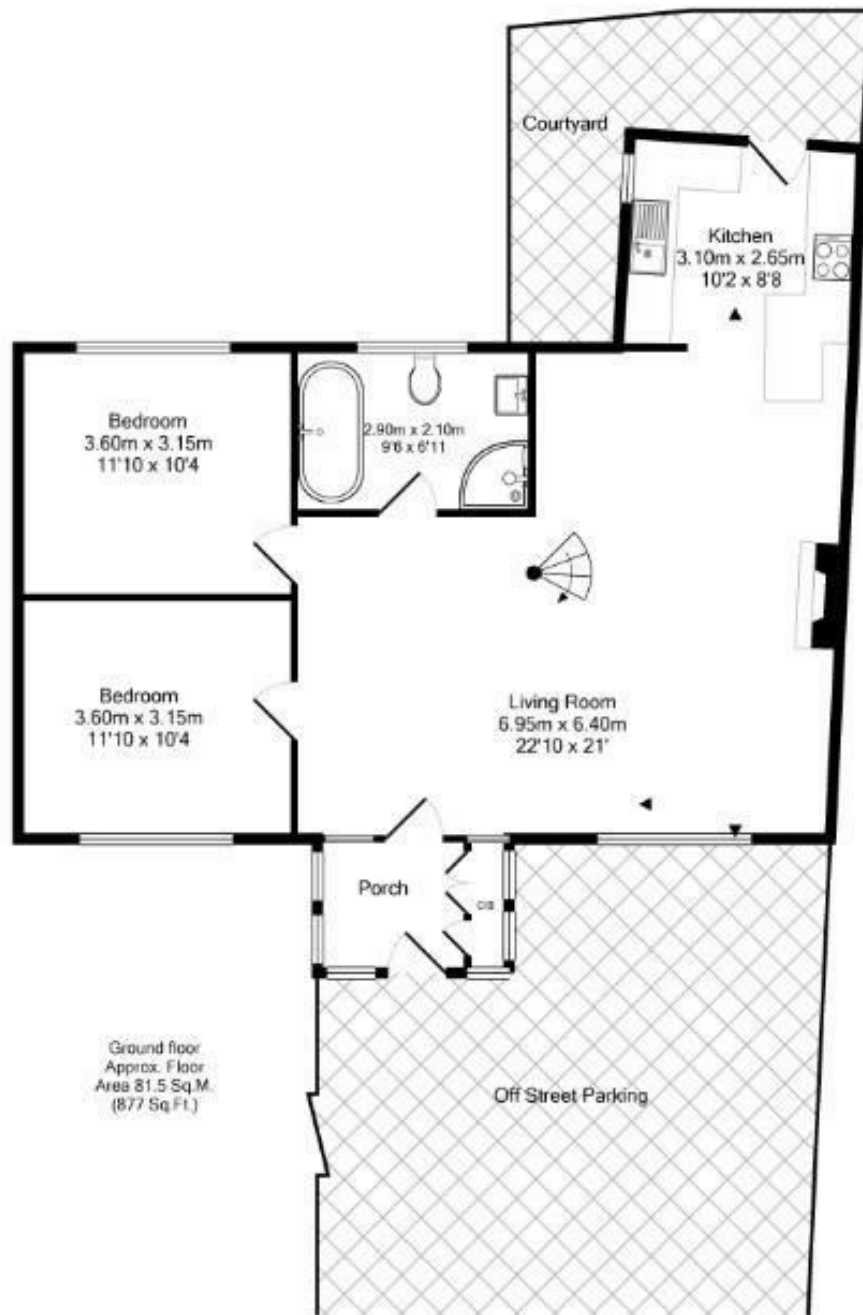 Courtyard
Kitchen
3.10m x 2.65m
10'2 x 8'8
Bedroom
3.60m x 3.15m
11'10 x 10'4
2.90m x 2.10m
9'6 x 6'11
Bedroom
3.60m x 3.15m
11'10 x 10'4
Living Room
6.95m x 6.40m
22'10 x 21'
Porch
C/B
Ground floor
Approx. Floor
Area 81.5 Sq.M.
(877 Sq.Ft.)
Off Street Parking